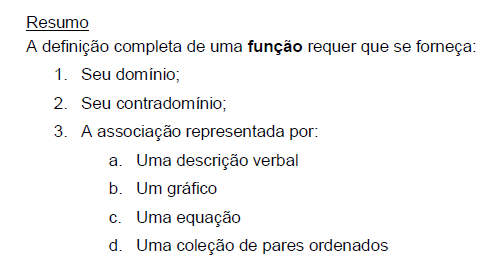 Resumo
A definição completa de uma função requer que se forneça:
1. Seu domínio;
2. Seu contradomínio;
3. A associação representada por:
a. Uma descrição verbal
b. Um gráfico
c. Uma equação
d. Uma coleção de pares ordenados